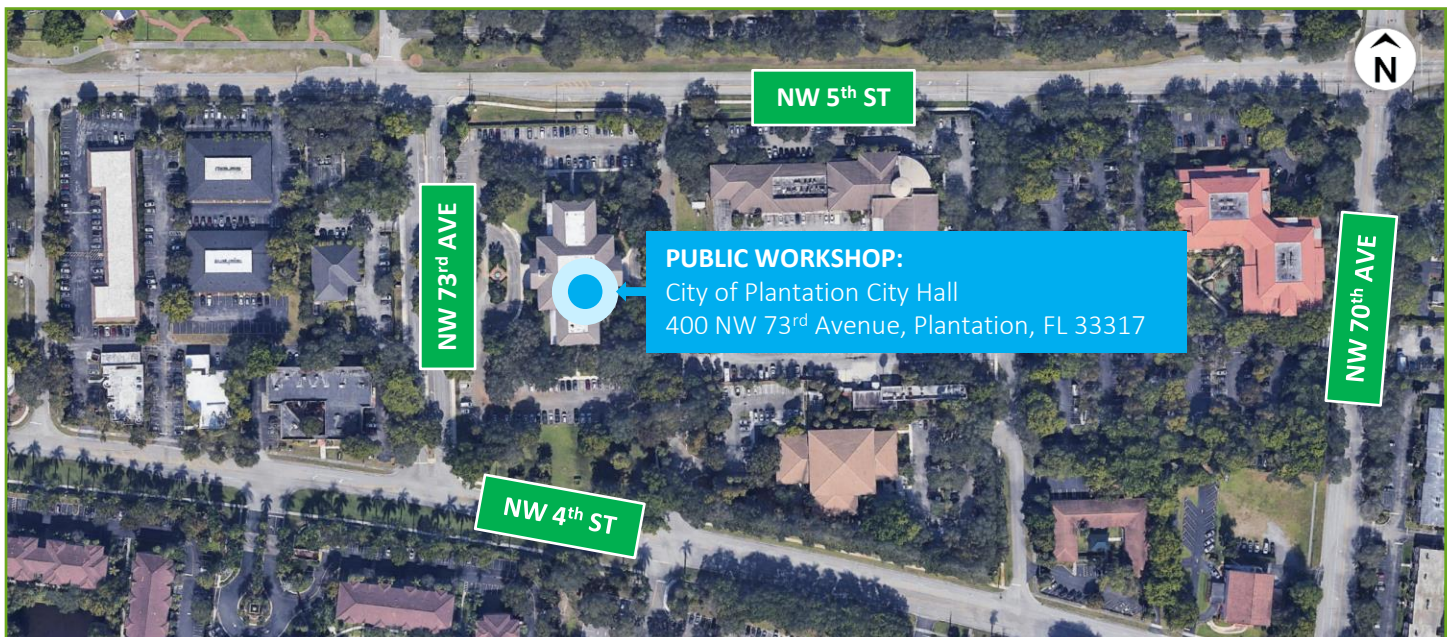 N
NW 5th ST
NW 73rd AVE
PUBLIC WORKSHOP:
City of Plantation City Hall
400 NW 73rd Avenue, Plantation, FL 33317
NW 70th AVE
NW 4th ST